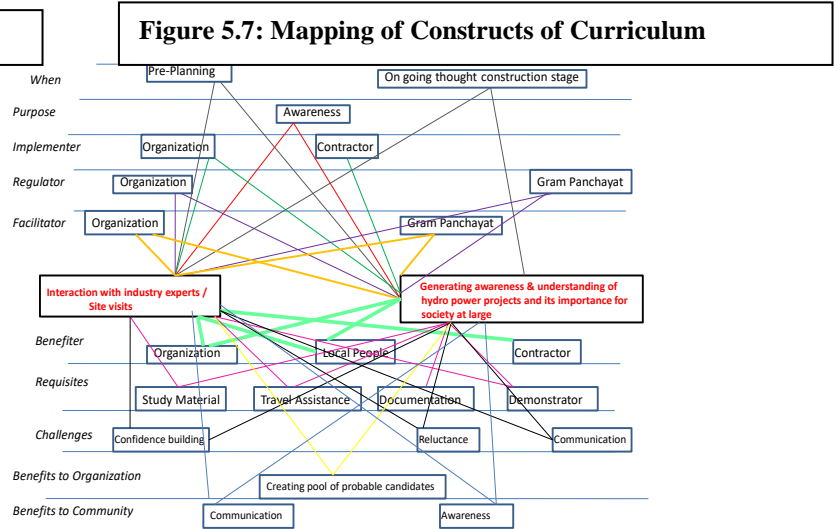 Figure 5.7: Mapping of Constructs of Curriculum
When
Pre-Planning
On going thought construction stage
Purpose
Awareness
Implementer
Organization
Contractor
Regulator
Organization
Gram Panchayat
Facilitator
Organization
Gram Panchayat
Interaction with industry experts /
Site visits
Generating awareness & understanding of
hydro power projects and its importance for
society at large
Benefiter
Organization
Local People
Contractor
Requisites
Study Material
Travel Assistance
Documentation
Demonstrator
Challenges
Confidence building
Reluctance
Communication
Benefits to Organization
Creating pool of probable candidates
Benefits to Community
Communication
Awareness